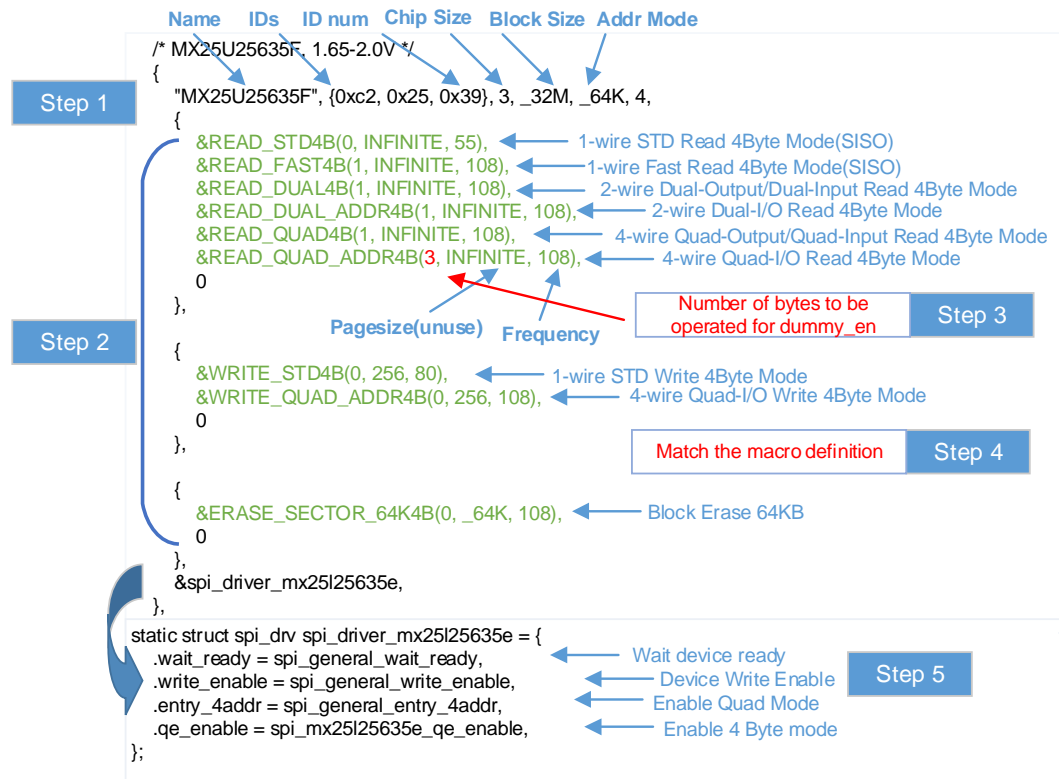 Name IDs ID num Chip Size Block Size Addr Mode
/* MX25U25635F, 1.65-2.0V */
{
Step 1
"MX25U25635F", {0xc2, 0x25, 0x39}, 3, _32M, _64K, 4,
{
&READ_STD4B(0, INFINITE, 55), 1-wire STD Read 4Byte Mode(SISO)
&READ_FAST4B(1, INFINITE, 108), 1-wire Fast Read 4Byte Mode(SISO)
&READ_DUAL4B(1, INFINITE, 108), 2-wire Dual-Output/Dual-Input Read 4Byte Mode
&READ_DUAL_ADDR4B(1, INFINITE, 108), 2-wire Dual-I/O Read 4Byte Mode
&READ_QUAD4B(1, INFINITE, 108), 4-wire Quad-Output/Quad-Input Read 4Byte Mode
&READ_QUAD_ADDR4B(3, INFINITE, 108), 4-wire Quad-I/O Read 4Byte Mode
0
},
Number of bytes to be
operated for dummy_en
Step 3
Pagesize(unuse) Frequency
Step 2
{
&WRITE_STD4B(0, 256, 80), 1-wire STD Write 4Byte Mode
&WRITE_QUAD_ADDR4B(0, 256, 108), 4-wire Quad-I/O Write 4Byte Mode
0
},
Match the macro definition Step 4
{
&ERASE_SECTOR_64K4B(0, _64K, 108), Block Erase 64KB
0
},
&spi_driver_mx25l25635e,
},
static struct spi_drv spi_driver_mx25l25635e = {
.wait_ready = spi_general_wait_ready, Wait device ready
.write_enable = spi_general_write_enable, Device Write Enable
Step 5
.entry_4addr = spi_general_entry_4addr, Enable Quad Mode
.qe_enable = spi_mx25l25635e_qe_enable, Enable 4 Byte mode
};